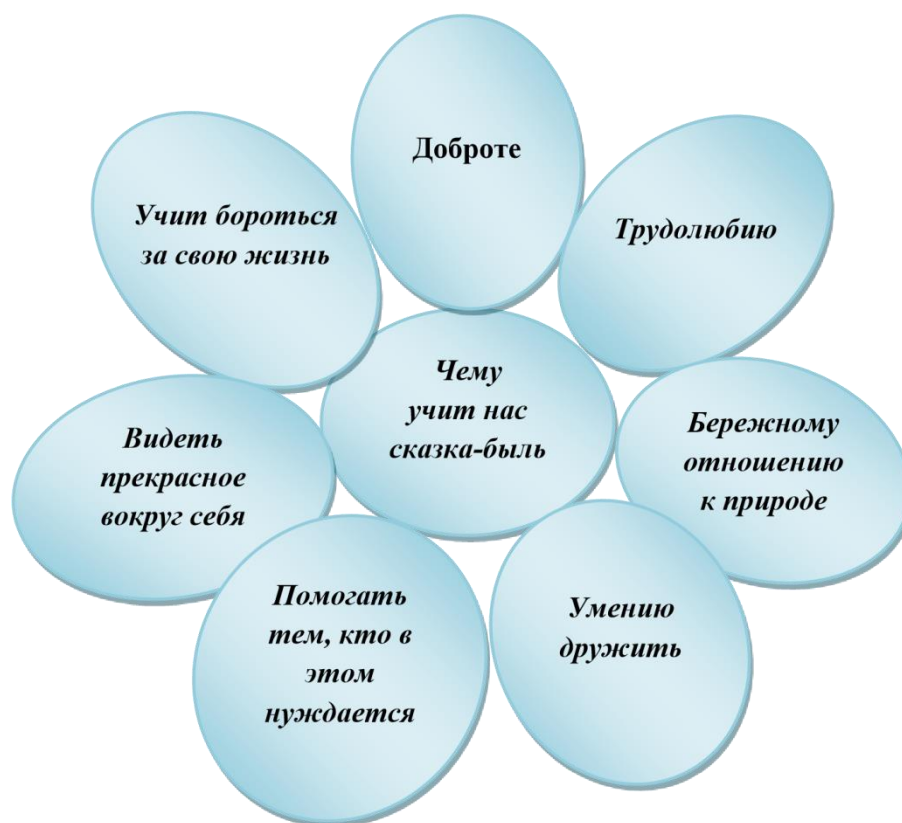 Доброте
Учит бороться
за свою жизнь
Трудолюбию
Чему
учит нас
сказка-быль
Видеть
прекрасное
вокруг себя
Бережному
отношению
к природе
Помогать
тем, кто в
этом
нуждается
Умению
дружить